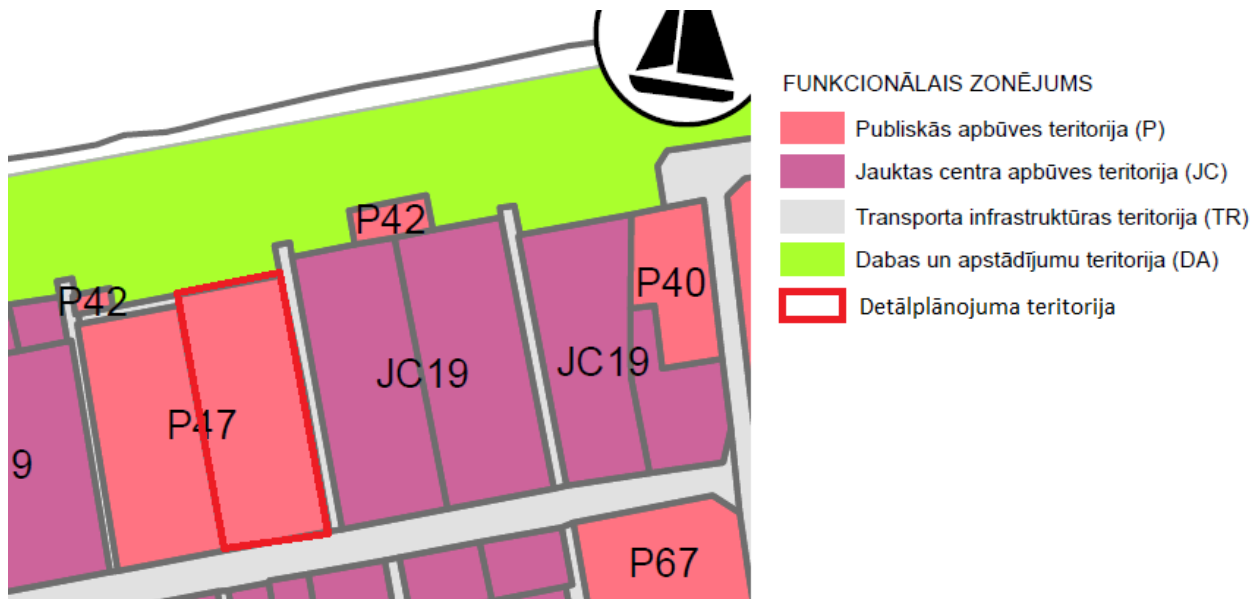 P42
P42
P40
JC19
JC19
P47
9
P67
FUNKCIONĀLAIS ZONĒJUMS
Publiskās apbūves teritorija (P)
Jauktas centra apbūves teritorija (JC)
Transporta infrastruktūras teritorija (TR)
Dabas un apstādījumu teritorija (DA)
Detālplānojuma teritorija